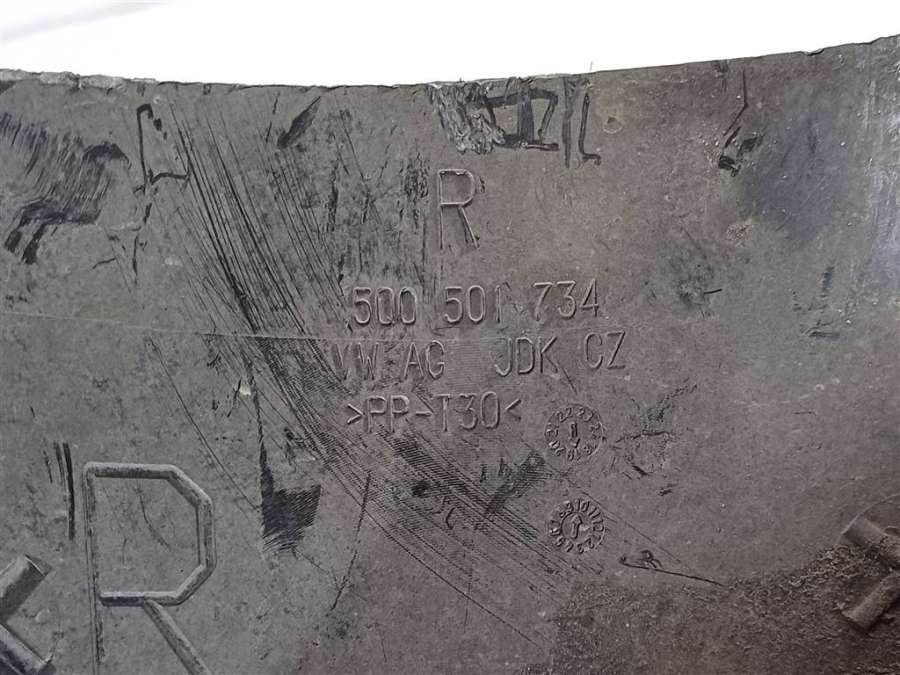 R
5Q0 501 734
VW AG JDK CZ
>PP-T30<
R